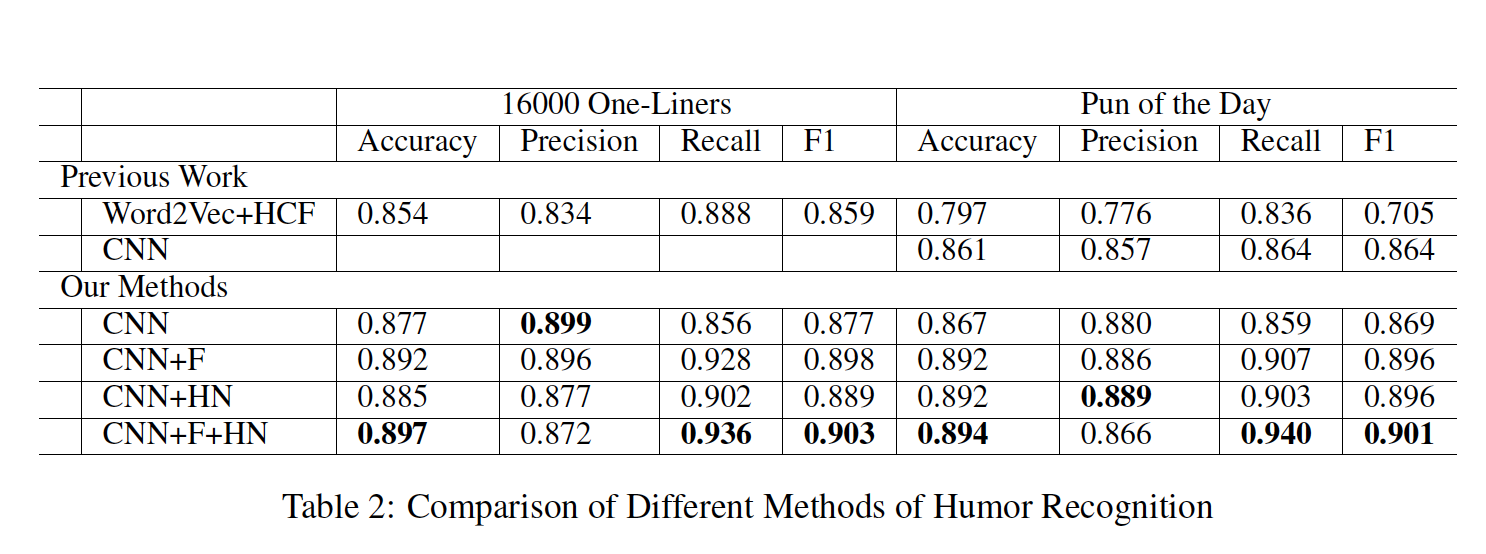 16000 One-Liners Pun of the Day
Accuracy Precision Recall F1 Accuracy Precision Recall F1
Previous Work
Word2Vec+HCF 0.854 0.834 0.888 0.859 0.797 0.776 0.836 0.705
CNN 0.861 0.857 0.864 0.864
Our Methods
CNN 0.877 0.899 0.856 0.877 0.867 0.880 0.859 0.869
CNN+F 0.892 0.896 0.928 0.898 0.892 0.886 0.907 0.896
CNN+HN 0.885 0.877 0.902 0.889 0.892 0.889 0.903 0.896
CNN+F+HN 0.897 0.872 0.936 0.903 0.894 0.866 0.940 0.901
Table 2: Comparison of Different Methods of Humor Recognition